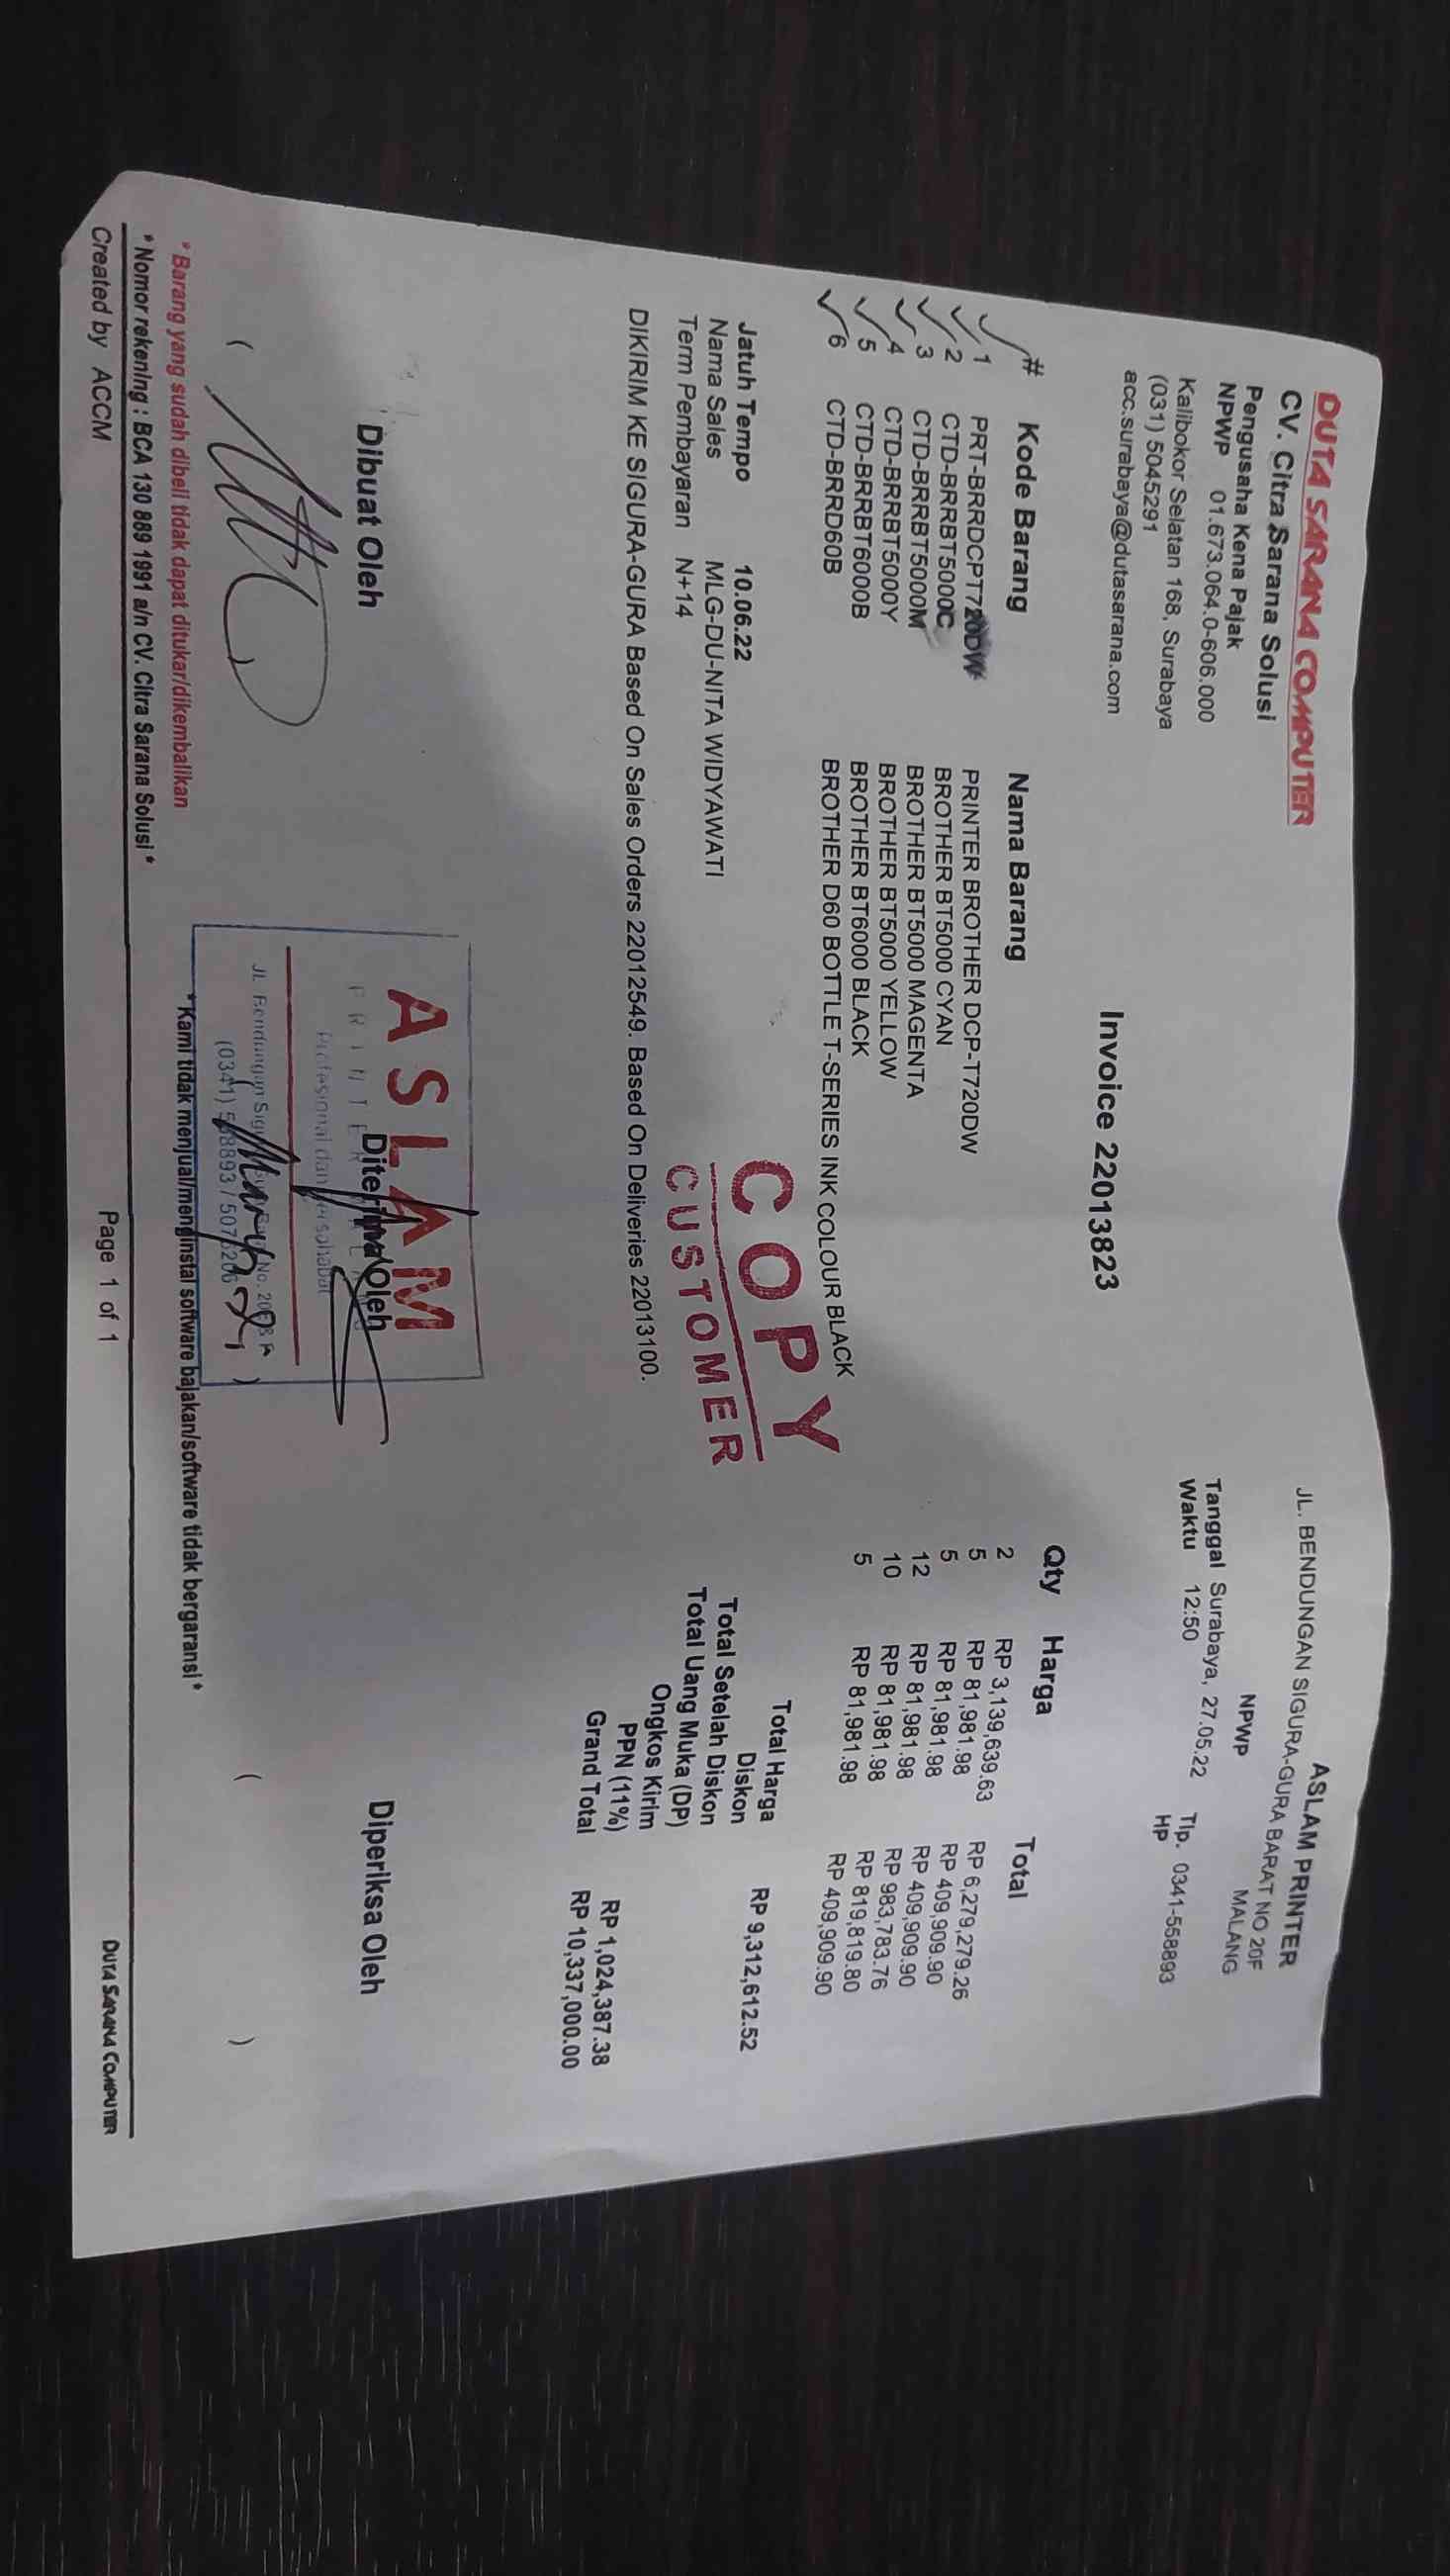 DUTA SARANA COMPUTER
CV. Citra Sarana Solusi
Pengusaha Kena Pajak
NPWP 01.673.064.0-606.000
Kalibokor Selatan 168, Surabaya
(031) 5045291
acc.surabaya@dutasarana.com
ASLAM PRINTER
JL. BENDUNGAN SIGURA-GURA BARAT NO 20F
MALANG
NPWP
Tanggal Surabaya, 27.05.22
Waktu 12:50
Tlp. 0341-558893
HP
Invoice 22013823
# Kode Barang Nama Barang Qty Harga Total
1 PRT-BRRDCPT720DW PRINTER BROTHER DCP-T720DW 2 RP 3,139,639.63 RP 6,279,279.26
2 CTD-BRRBT5000C BROTHER BT5000 CYAN 5 RP 81,981.98 RP 409,909.90
3 CTD-BRRBT5000M BROTHER BT5000 MAGENTA 5 RP 81,981.98 RP 409,909.90
4 CTD-BRRBT5000Y BROTHER BT5000 YELLOW 12 RP 81,981.98 RP 983,783.76
5 CTD-BRRBT6000B BROTHER BT6000 BLACK 10 RP 81,981.98 RP 819,819.80
6 CTD-BRRD60B BROTHER D60 BOTTLE T-SERIES INK COLOUR BLACK 5 RP 81,981.98 RP 409,909.90
COPY
CUSTOMER
Jatuh Tempo 10.06.22
Nama Sales MLG-DU-NITA WIDYAWATI
Term Pembayaran N+14
DIKIRIM KE SIGURA-GURA Based On Sales Orders 22012549. Based On Deliveries 22013100.
Total Harga RP 9,312,612.52
Diskon
Total Setelah Diskon
Total Uang Muka (DP)
Ongkos Kirim
PPN (11%) RP 1,024,387.38
Grand Total RP 10,337,000.00
Dibuat Oleh Diterima Oleh Diperiksa Oleh
ASLAM
PRINTER
Profesional dan Bersahabat
JL. Bendungan
( ) ( )
* Barang yang sudah dibeli tidak dapat ditukar/dikembalikan
*Kami tidak menjual/menginstal software bajakan/software tidak bergaransi*
* Nomor rekening : BCA 130 889 1991 a/n CV. Citra Sarana Solusi *
Created by ACCM Page 1 of 1 DUTA SARANA COMPUTER